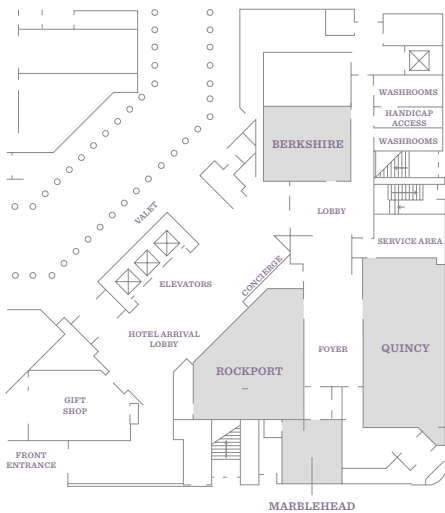 WASHROOMS
HANDICAP
ACCESS
WASHROOMS
BERKSHIRE
LOBBY
VALET
SERVICE AREA
ELEVATORS
CONCIERGE
HOTEL ARRIVAL
LOBBY
FOYER
QUINCY
ROCKPORT
GIFT
SHOP
FRONT
ENTRANCE
MARBLEHEAD